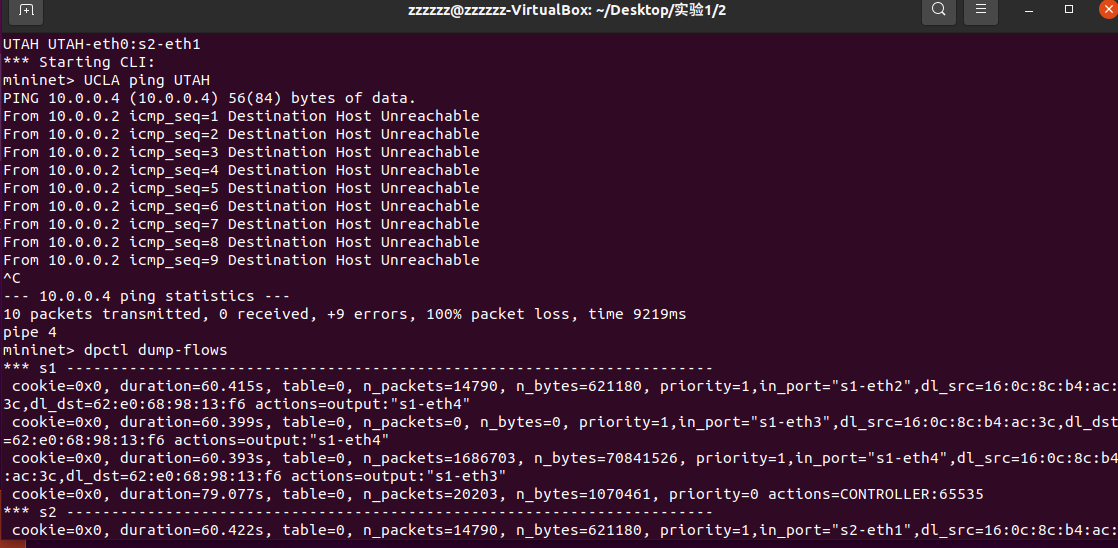 zzzzzz@zzzzzz-VirtualBox: ~/Desktop/实验1/2
UTAH UTAH-eth0:s2-eth1
*** Starting CLI:
mininet> UCLA ping UTAH
PING 10.0.0.4 (10.0.0.4) 56(84) bytes of data.
From 10.0.0.2 icmp_seq=1 Destination Host Unreachable
From 10.0.0.2 icmp_seq=2 Destination Host Unreachable
From 10.0.0.2 icmp_seq=3 Destination Host Unreachable
From 10.0.0.2 icmp_seq=4 Destination Host Unreachable
From 10.0.0.2 icmp_seq=5 Destination Host Unreachable
From 10.0.0.2 icmp_seq=6 Destination Host Unreachable
From 10.0.0.2 icmp_seq=7 Destination Host Unreachable
From 10.0.0.2 icmp_seq=8 Destination Host Unreachable
From 10.0.0.2 icmp_seq=9 Destination Host Unreachable
^C
--- 10.0.0.4 ping statistics ---
10 packets transmitted, 0 received, +9 errors, 100% packet loss, time 9219ms
pipe 4
mininet> dpctl dump-flows
*** s1 ------------------------------------------------------------------------
 cookie=0x0, duration=60.415s, table=0, n_packets=14790, n_bytes=621180, priority=1,in_port="s1-eth2",dl_src=16:0c:8c:b4:ac:
3c,dl_dst=62:e0:68:98:13:f6 actions=output:"s1-eth4"
 cookie=0x0, duration=60.399s, table=0, n_packets=0, n_bytes=0, priority=1,in_port="s1-eth3",dl_src=16:0c:8c:b4:ac:3c,dl_dst
=62:e0:68:98:13:f6 actions=output:"s1-eth4"
 cookie=0x0, duration=60.393s, table=0, n_packets=1686703, n_bytes=70841526, priority=1,in_port="s1-eth4",dl_src=16:0c:8c:b4
:ac:3c,dl_dst=62:e0:68:98:13:f6 actions=output:"s1-eth3"
 cookie=0x0, duration=79.077s, table=0, n_packets=20203, n_bytes=1070461, priority=0 actions=CONTROLLER:65535
*** s2 ------------------------------------------------------------------------
 cookie=0x0, duration=60.422s, table=0, n_packets=14790, n_bytes=621180, priority=1,in_port="s2-eth1",dl_src=16:0c:8c:b4:ac: